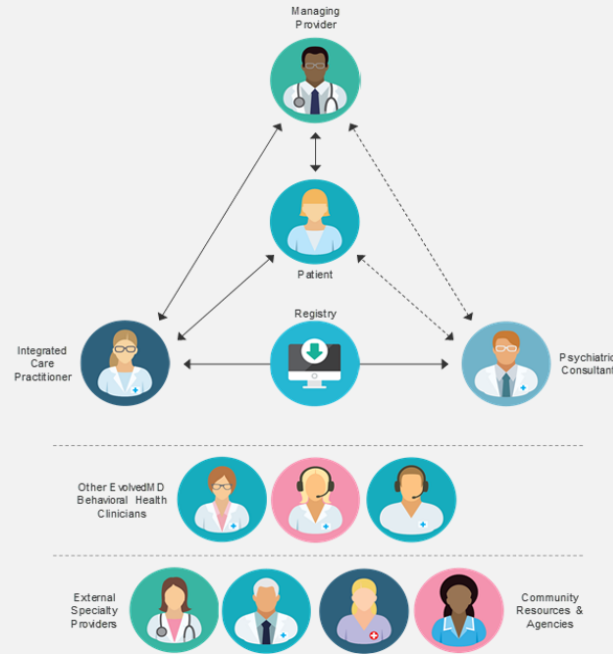 Managing
Provider
Patient
Registry
Integrated
Care
Practitioner
Psychiatric
Consultant
Other EvolvedMD
Behavioral Health
Clinicians
External
Specialty
Providers
Community
Resources &
Agencies